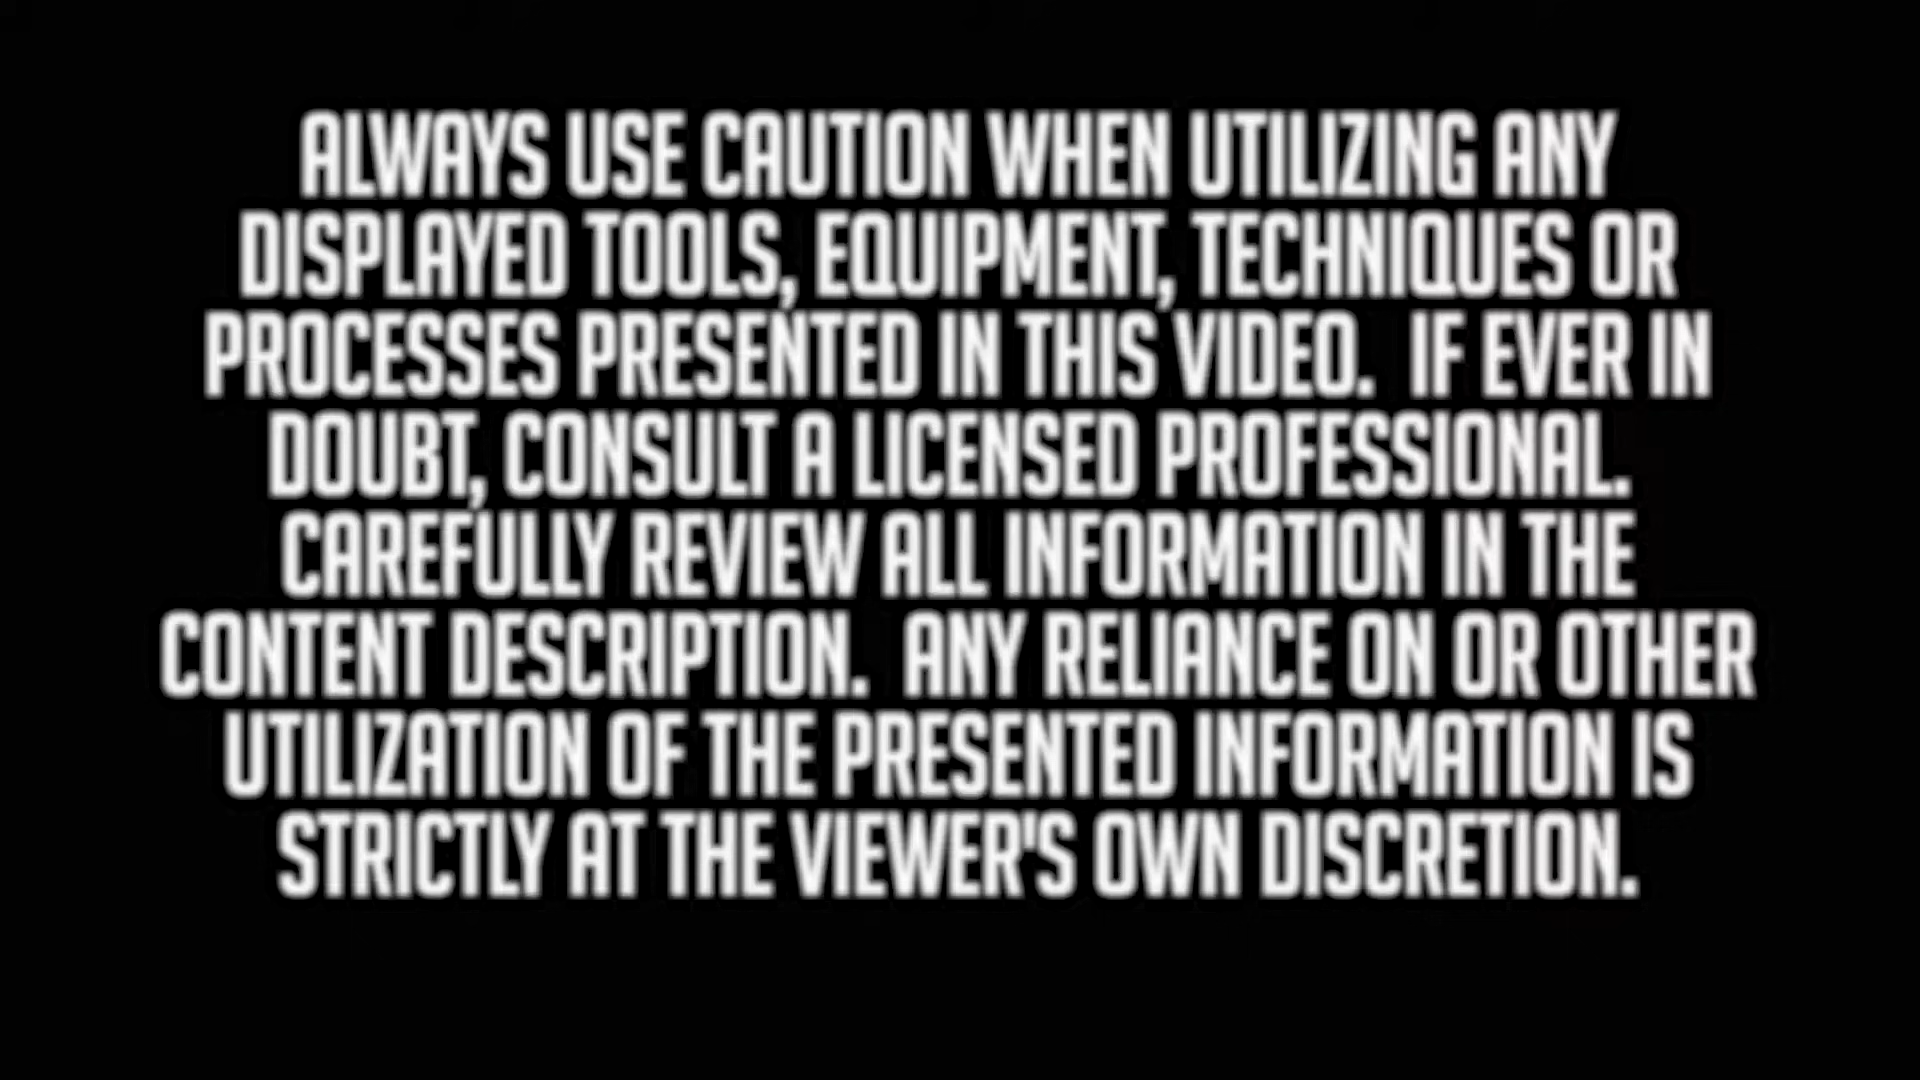 ALWAYS USE CAUTION WHEN UTILIZING ANY
DISPLAYED TOOLS, EQUIPMENT, TECHNIQUES OR
PROCESSES PRESENTED IN THIS VIDEO.  IF EVER IN
DOUBT, CONSULT A LICENSED PROFESSIONAL.
CAREFULLY REVIEW ALL INFORMATION IN THE
CONTENT DESCRIPTION.  ANY RELIANCE ON OR OTHER
UTILIZATION OF THE PRESENTED INFORMATION IS
STRICTLY AT THE VIEWER'S OWN DISCRETION.